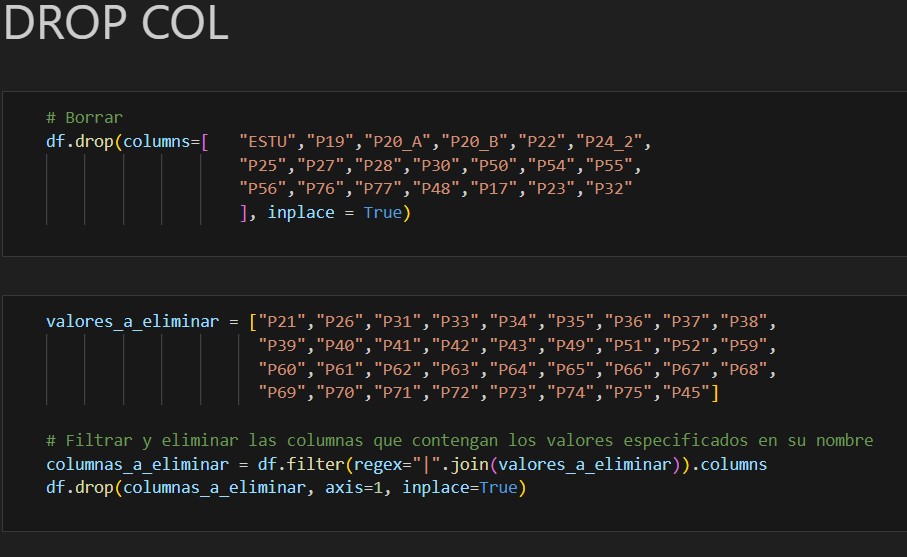 DROP COL
# Borrar
df.drop(columns=[   "ESTU","P19","P20_A","P20_B","P22","P24_2",
"P25","P27","P28","P30","P50","P54","P55",
"P56","P76","P77","P48","P17","P23","P32"
], inplace = True)
valores_a_eliminar = ["P21","P26","P31","P33","P34","P35","P36","P37","P38",
"P39","P40","P41","P42","P43","P49","P51","P52","P59",
"P60","P61","P62","P63","P64","P65","P66","P67","P68",
"P69","P70","P71","P72","P73","P74","P75","P45"]
# Filtrar y eliminar las columnas que contengan los valores especificados en su nombre
columnas_a_eliminar = df.filter(regex="|".join(valores_a_eliminar)).columns
df.drop(columnas_a_eliminar, axis=1, inplace=True)